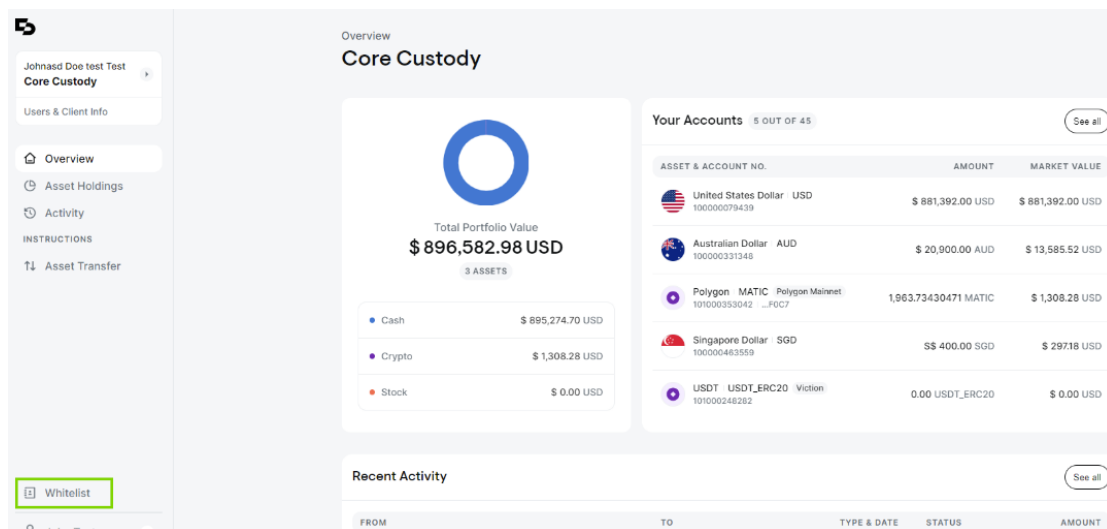 Johnasd Doe test Test
Core Custody
Users & Client Info
Overview
Asset Holdings
Activity
INSTRUCTIONS
Asset Transfer
Whitelist
Overview
Core Custody
Total Portfolio Value
$ 896,582.98 USD
3 ASSETS
Cash $ 895,274.70 USD
Crypto $ 1,308.28 USD
Stock $ 0.00 USD
Your Accounts 5 OUT OF 45 See all
ASSET & ACCOUNT NO. AMOUNT MARKET VALUE
United States Dollar USD $ 881,392.00 USD $ 881,392.00 USD
100000079439
Australian Dollar AUD $ 20,900.00 AUD $ 13,585.52 USD
100000331348
Polygon MATIC Polygon Mainnet 1,963.73430471 MATIC $ 1,308.28 USD
101000353042 ...F0C7
Singapore Dollar SGD S$ 400.00 SGD $ 297.18 USD
100000463559
USDT USDT_ERC20 Viction 0.00 USDT_ERC20 $ 0.00 USD
101000248282
Recent Activity See all
FROM TO TYPE & DATE STATUS AMOUNT